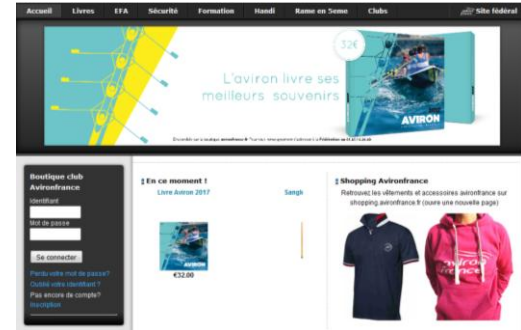 Accueil Livres EFA Sécurité Formation Handi Rame en 5eme Clubs Site fédéral
32€
L'aviron livre ses
meilleurs souvenirs
AVIRON
Boutique club
Avironfrance
Identifiant
Mot de passe
Se connecter
Perdu votre mot de passe?
Oublié votre identifiant ?
Pas encore de compte?
Inscription
En ce moment !
Livre Aviron 2017 Sangl
€32.00
Shopping Avironfrance
Retrouvez les vêtements et accessoires avironfrance sur
shopping.avironfrance.fr (ouvre une nouvelle page)
aviron
france